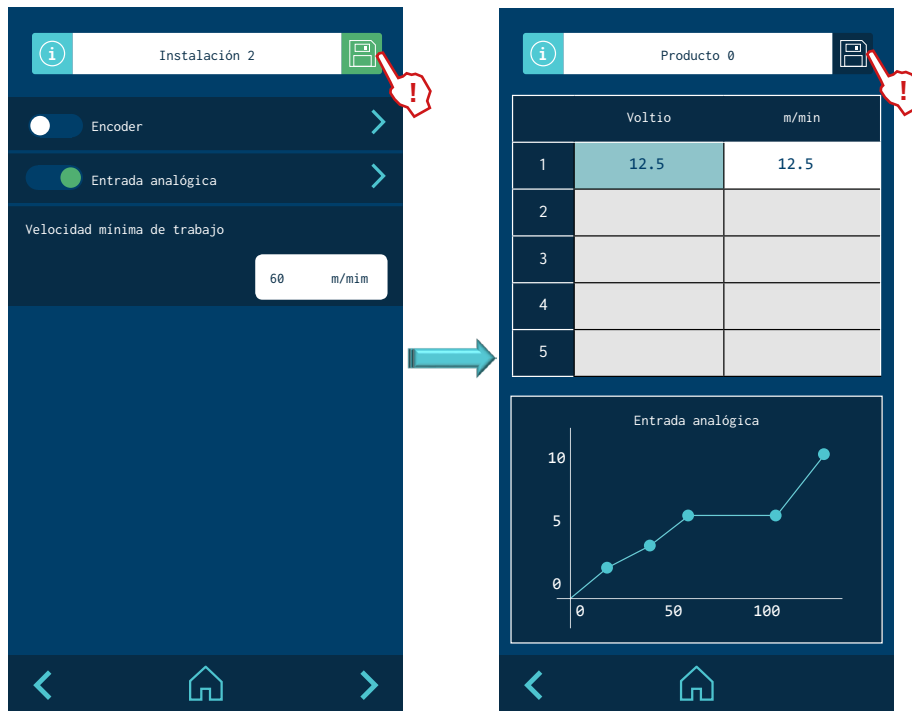 Instalación 2
!
Encoder
Entrada analógica
Velocidad mínima de trabajo
60 m/mim
Producto 0
!
Voltio m/min
1 12.5 12.5
2
3
4
5
Entrada analógica
10
5
0
0 50 100